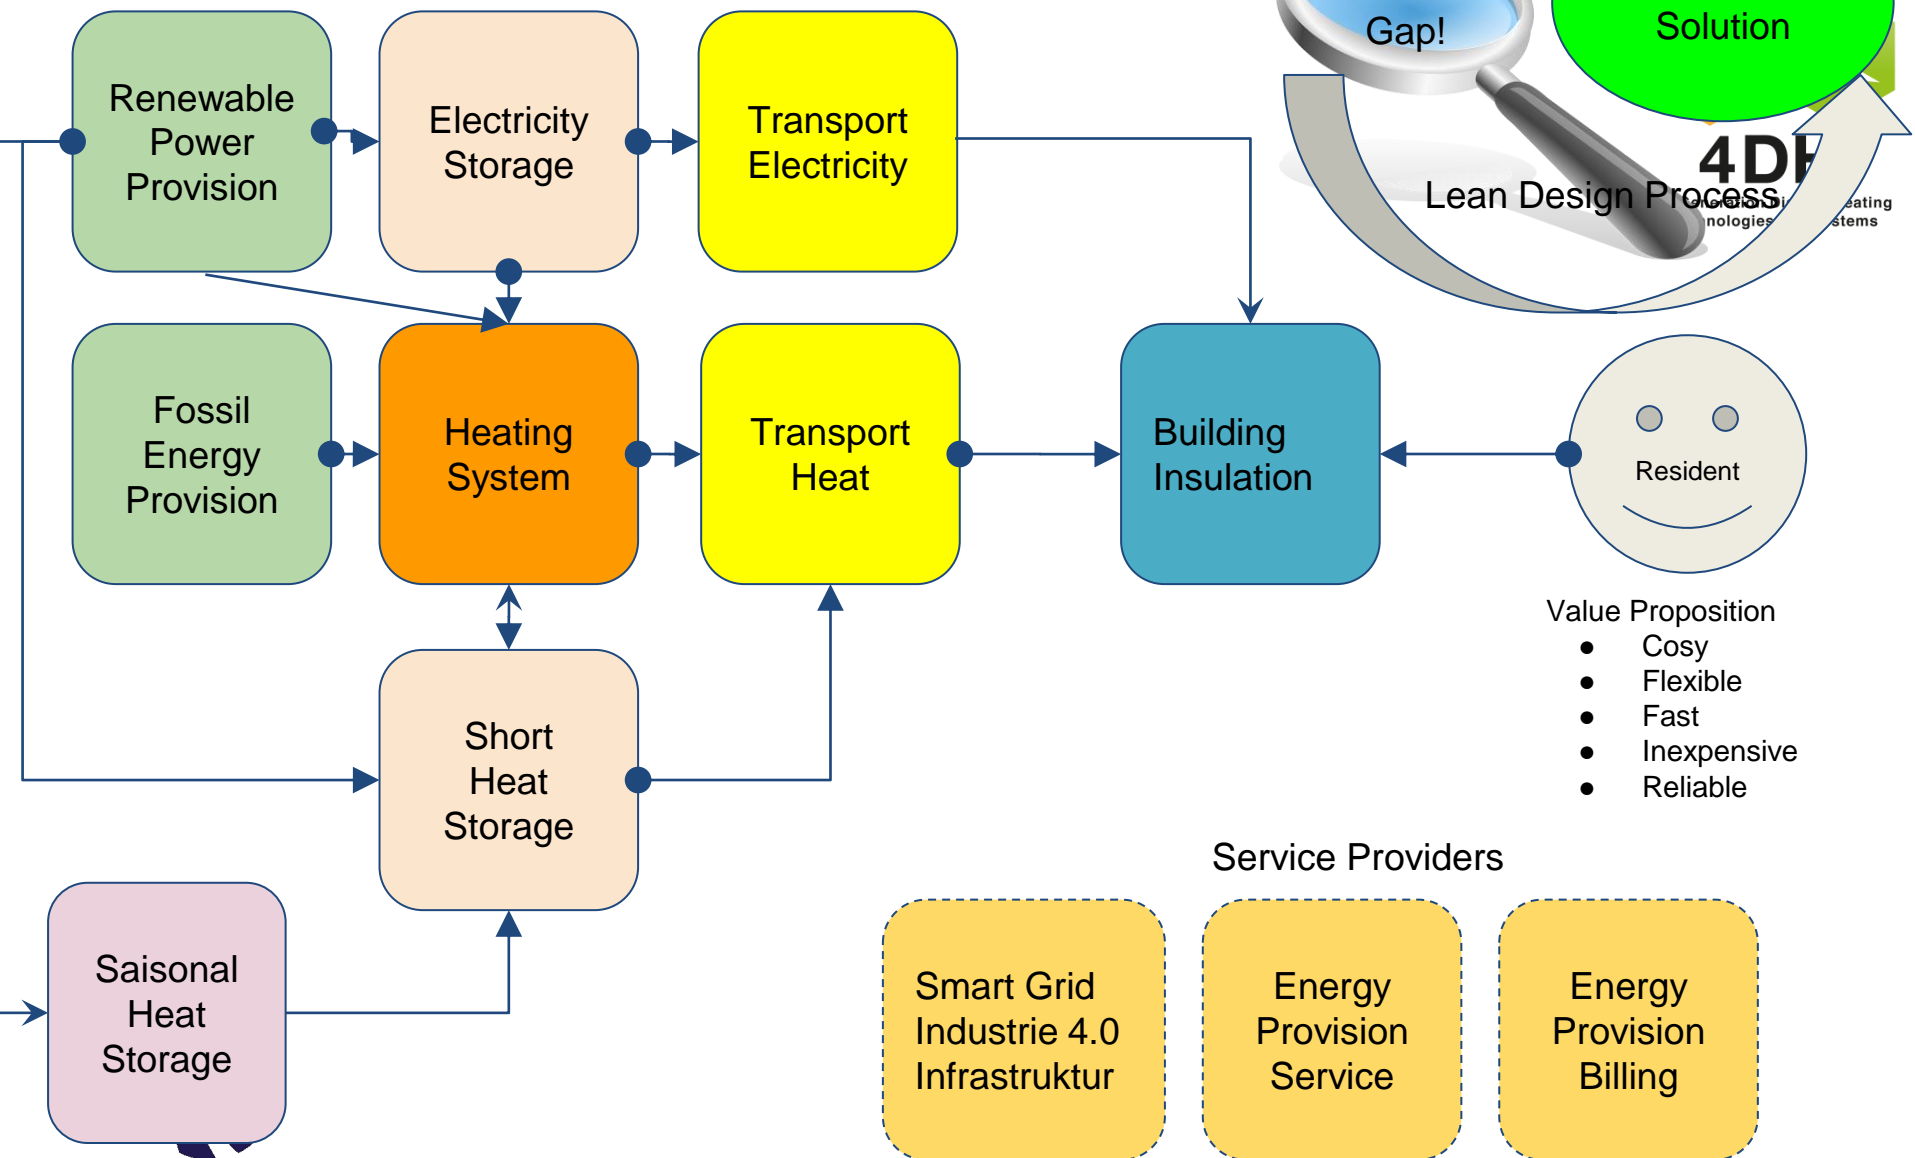 Gap!
Solution
Renewable
Power
Provision
Electricity
Storage
Transport
Electricity
Lean Design Process
Fossil
Energy
Provision
Heating
System
Transport
Heat
Building
Insulation
Resident
Value Proposition
● Cosy
● Flexible
● Fast
● Inexpensive
● Reliable
Short
Heat
Storage
Service Providers
Saisonal
Heat
Storage
Smart Grid
Industrie 4.0
Infrastruktur
Energy
Provision
Service
Energy
Provision
Billing